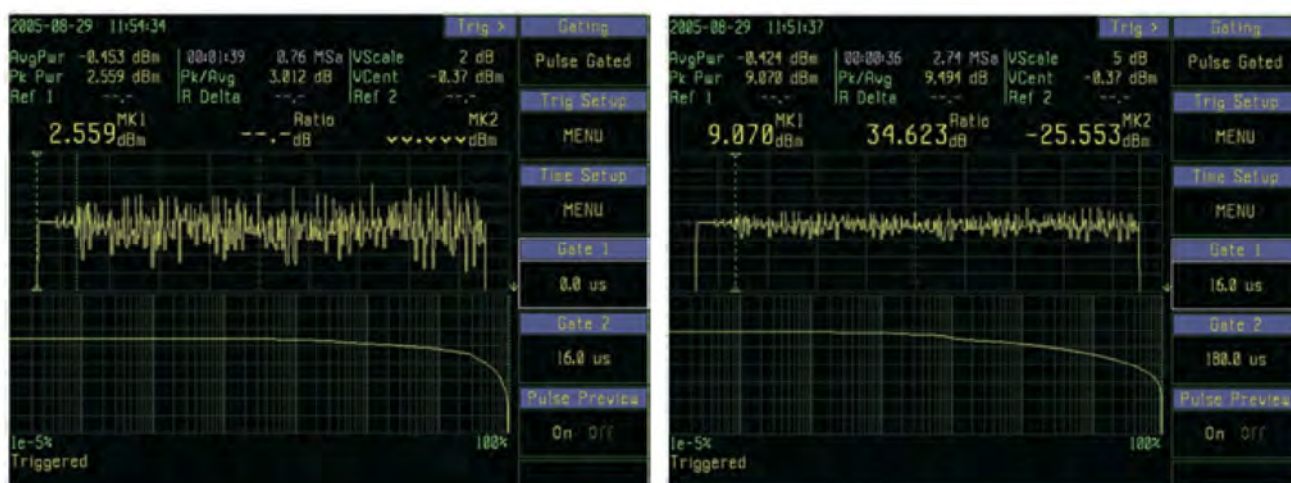 2005-08-29 11:54:34 Trig > Gating
AvgPwr -0.453 dBm 00:01:39 0.76 MSa VScale 2 dB
Pk Pwr 2.559 dBm Pk/Avg 3.012 dB VCent -0.37 dBm Pulse Gated
Ref 1 --.- R Delta --.- Ref 2 --.-
Trig Setup
2.559 MK1 dBm --.- Ratio dB MK2 dBm
MENU
Time Setup
MENU
Gate 1
0.0 us
Gate 2
16.0 us
Pulse Preview
On Off
1e-5% 100%
Triggered
2005-08-29 11:51:37 Trig > Gating
AvgPwr -0.424 dBm 00:00:36 2.74 MSa VScale 5 dB
Pk Pwr 9.070 dBm Pk/Avg 9.494 dB VCent -0.37 dBm Pulse Gated
Ref 1 --.- R Delta --.- Ref 2 --.-
Trig Setup
9.070 MK1 dBm 34.623 Ratio dB -25.553 MK2 dBm
MENU
Time Setup
MENU
Gate 1
16.0 us
Gate 2
180.0 us
Pulse Preview
On Off
1e-5% 100%
Triggered